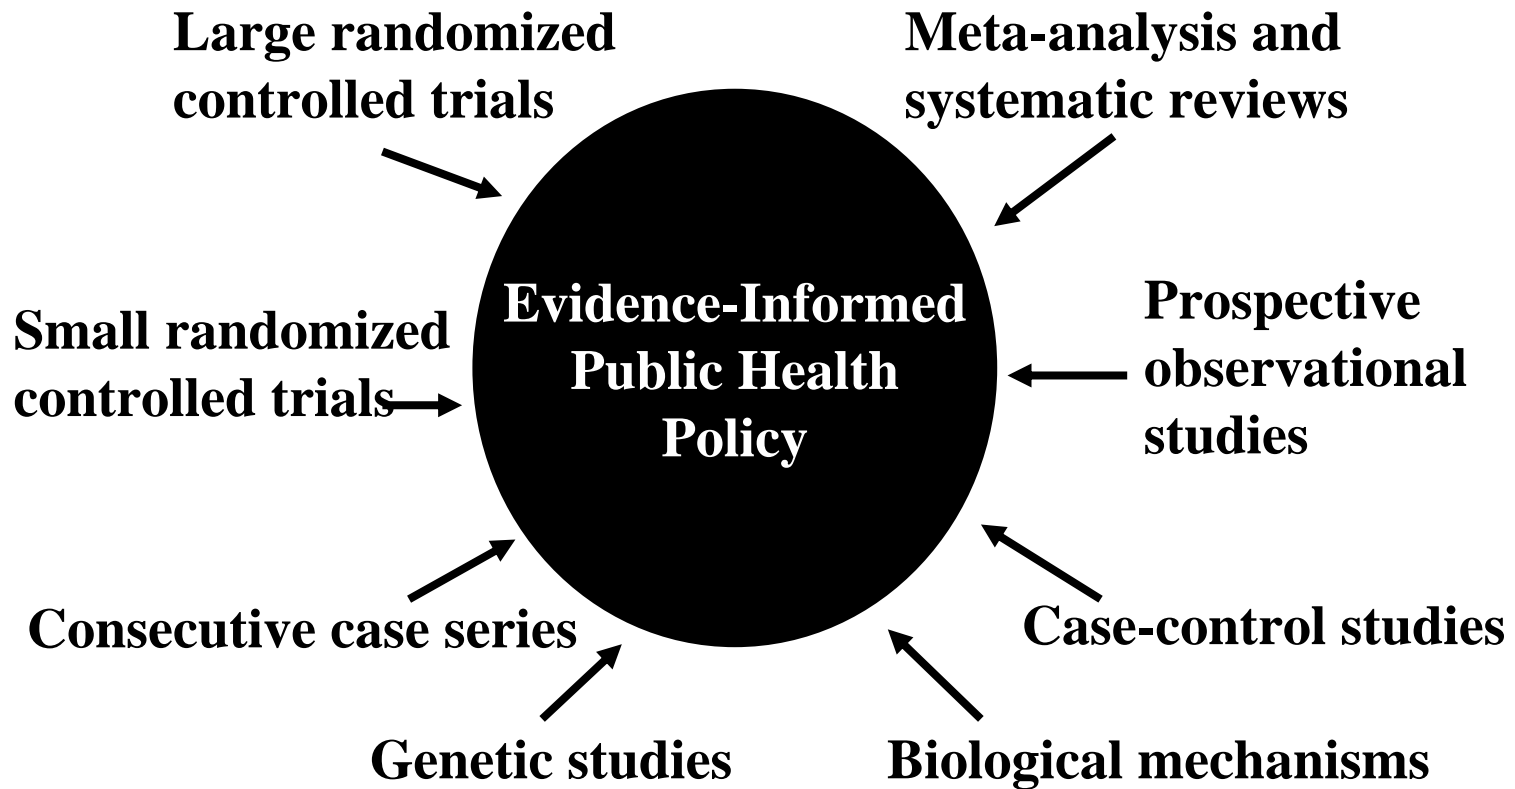 Large randomized
controlled trials
Meta-analysis and
systematic reviews
Evidence-Informed
Public Health
Policy
Small randomized
controlled trials
Prospective
observational
studies
Consecutive case series
Case-control studies
Genetic studies
Biological mechanisms